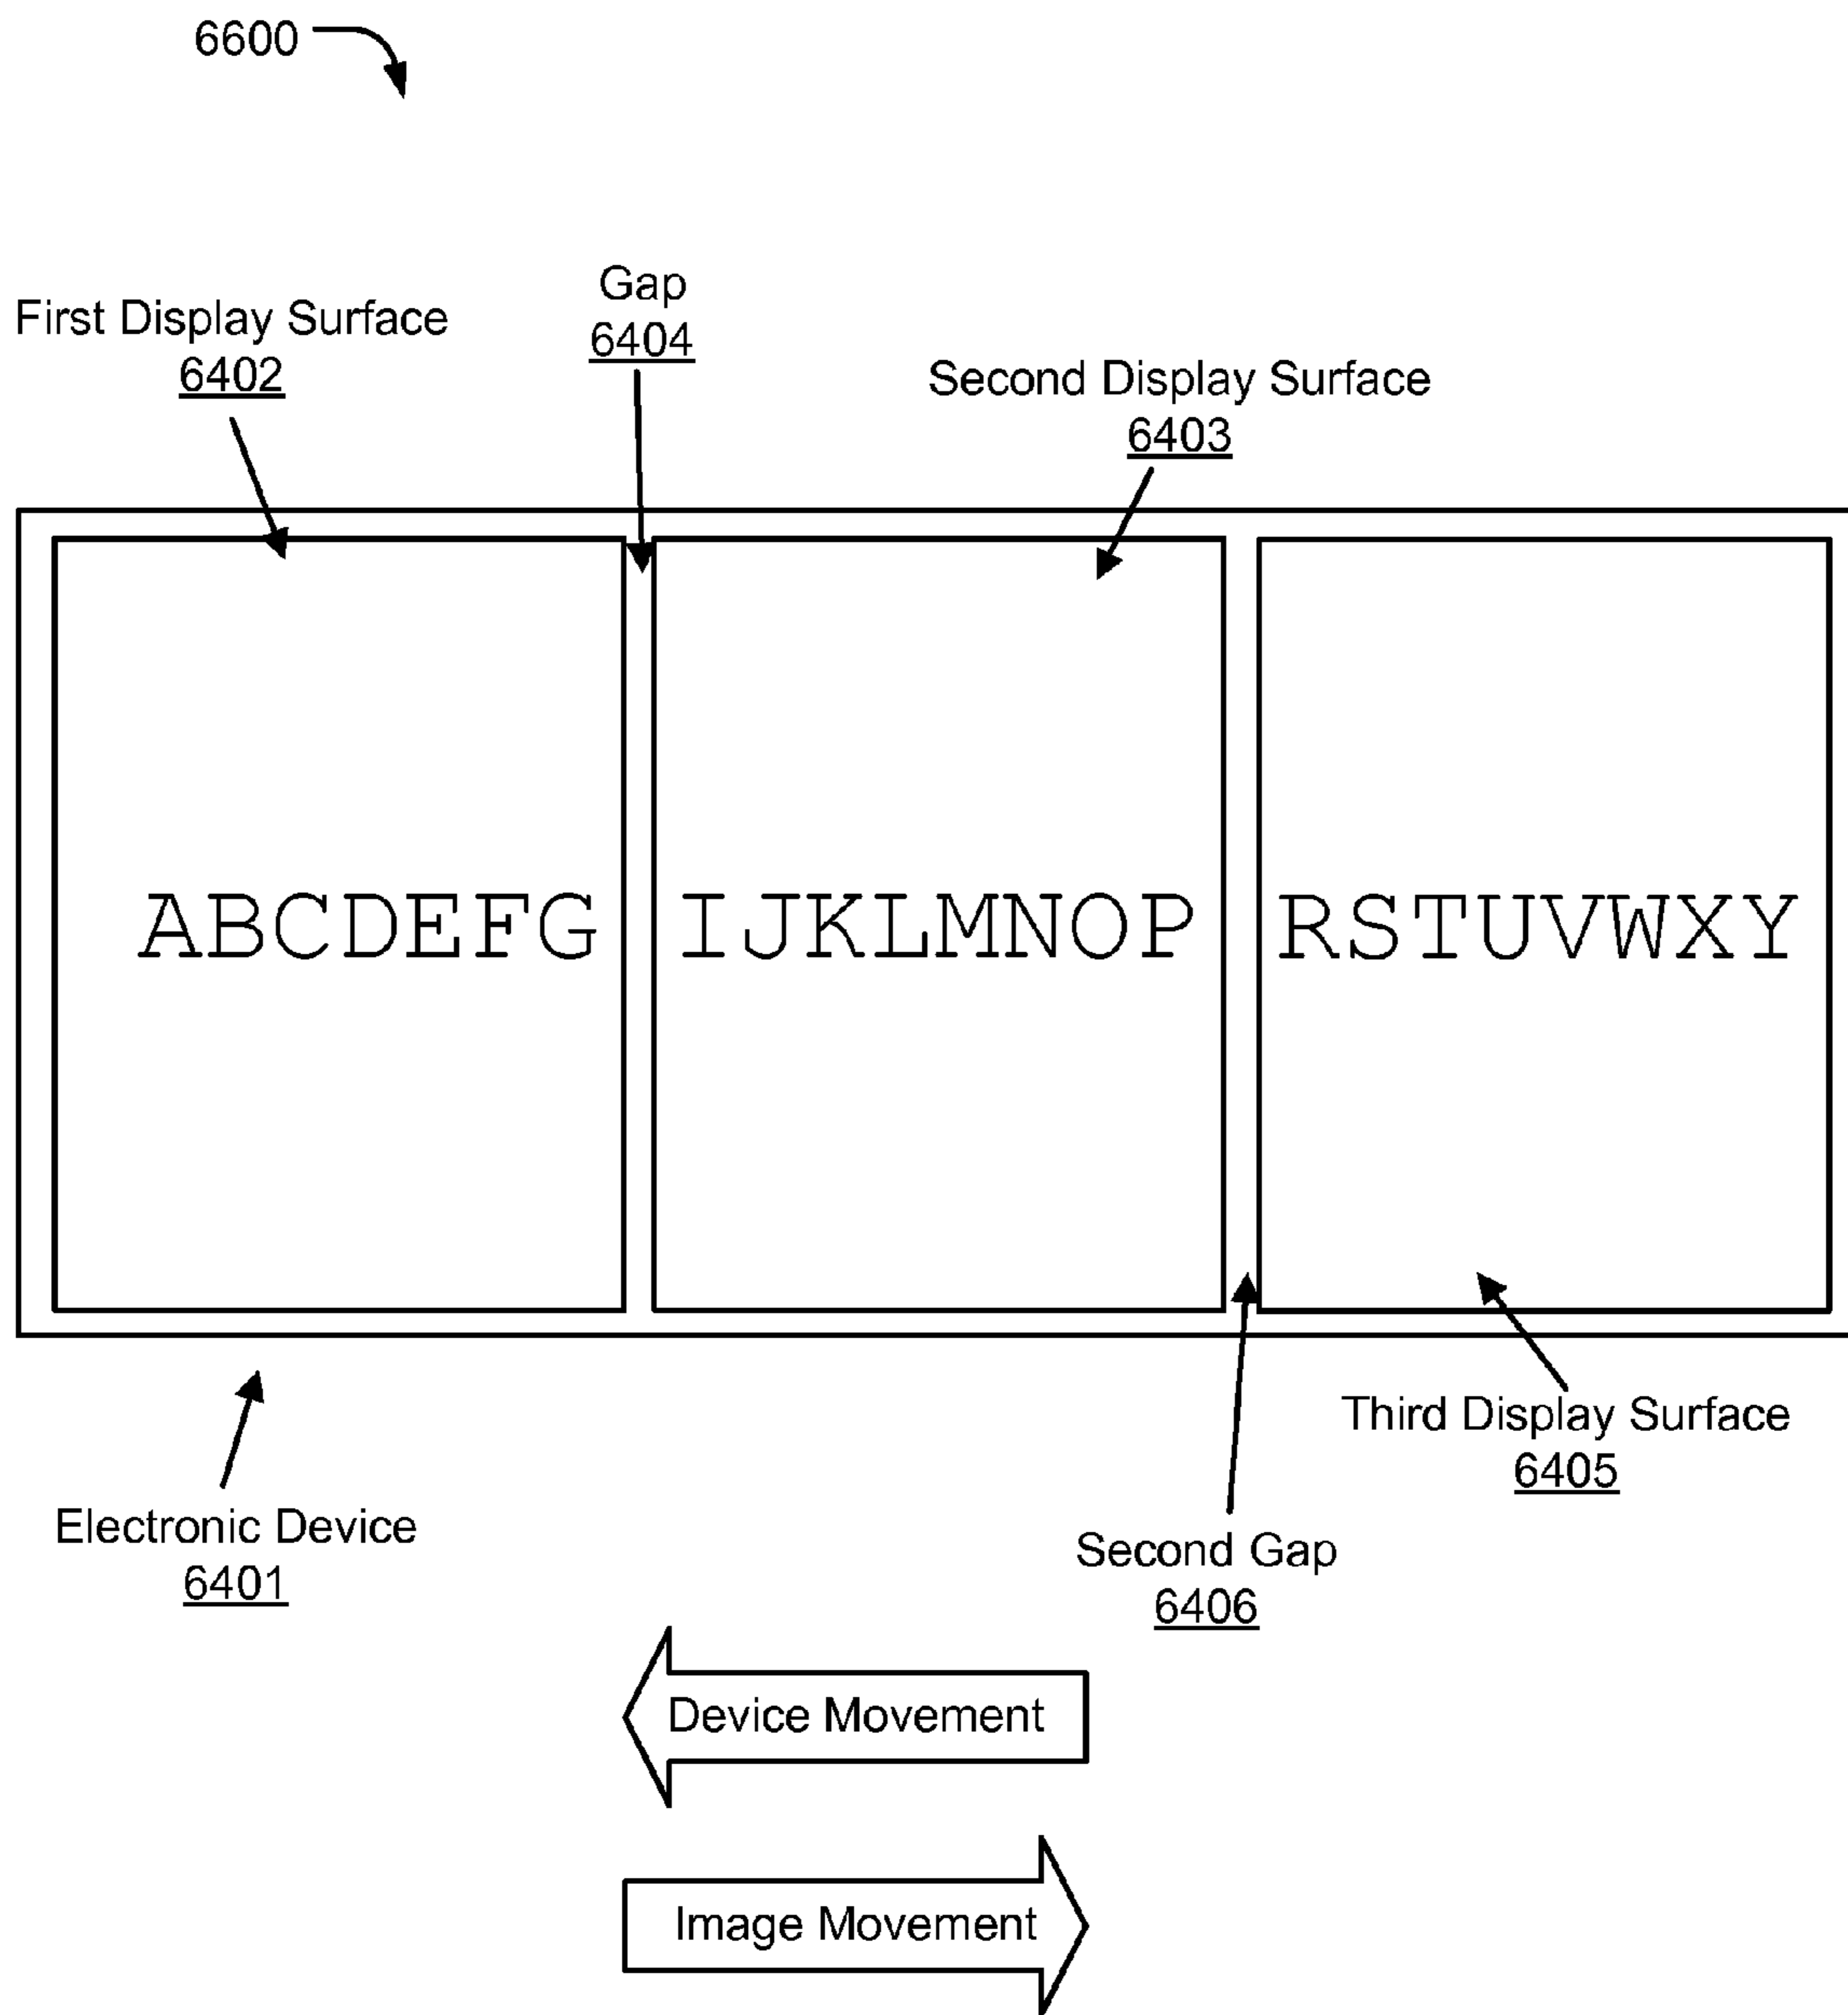 6600
First Display Surface
6402
Gap
6404
Second Display Surface
6403
ABCDEFG IJKLMNOP RSTUVWXY
Third Display Surface
6405
Electronic Device
6401
Second Gap
6406
Device Movement
Image Movement